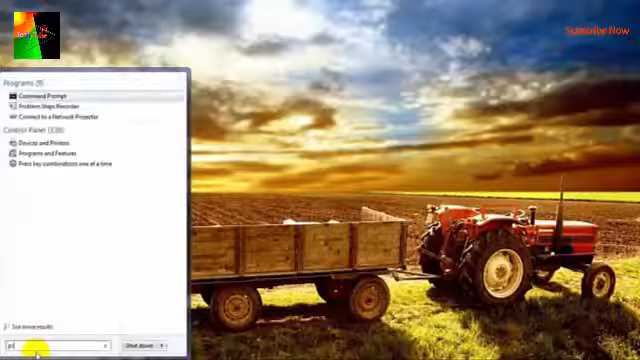 Subscribe Now
Programs (9)
Command Prompt
Problem Steps Recorder
Connect to a Network Projector
Control Panel (138)
Devices and Printers
Programs and Features
Press key combinations one at a time
See more results
Shut down